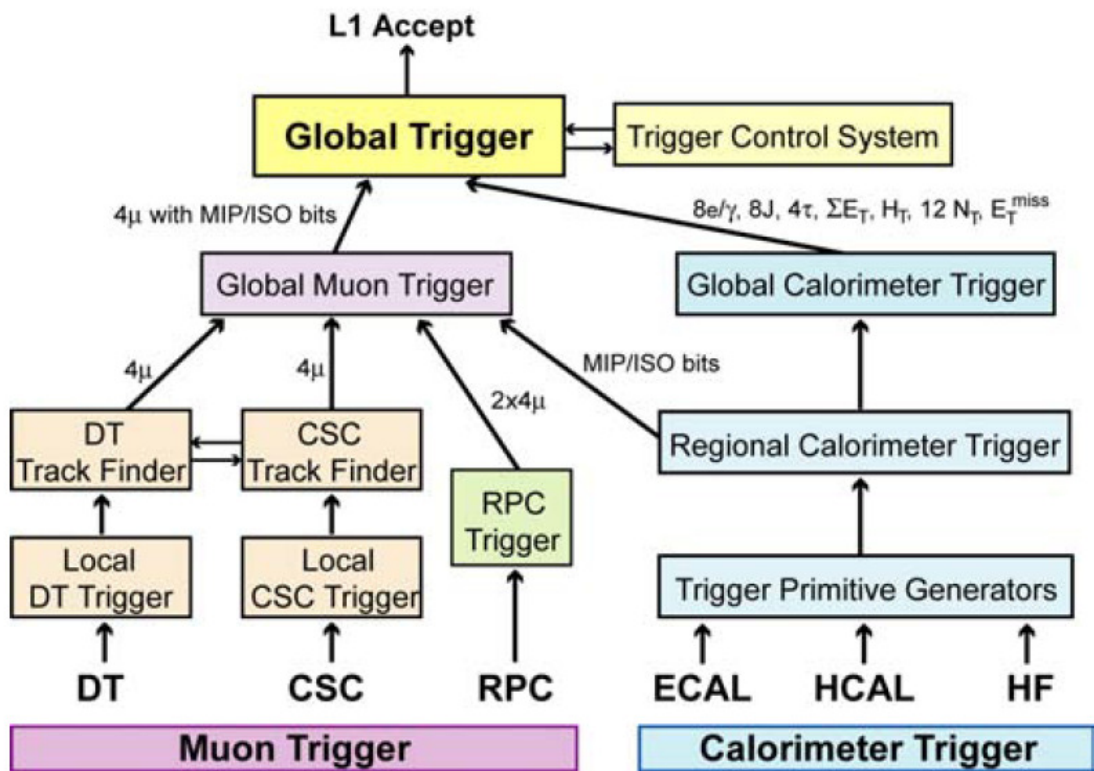 L1 Accept
Global Trigger
Trigger Control System
4μ with MIP/ISO bits
8e/γ, 8J, 4τ, ΣE_T, H_T, 12 N_T, E_T^miss
Global Muon Trigger
Global Calorimeter Trigger
4μ
4μ
2x4μ
MIP/ISO bits
DT
Track Finder
CSC
Track Finder
Regional Calorimeter Trigger
RPC
Trigger
Local
DT Trigger
Local
CSC Trigger
Trigger Primitive Generators
DT
CSC
RPC
ECAL
HCAL
HF
Muon Trigger
Calorimeter Trigger